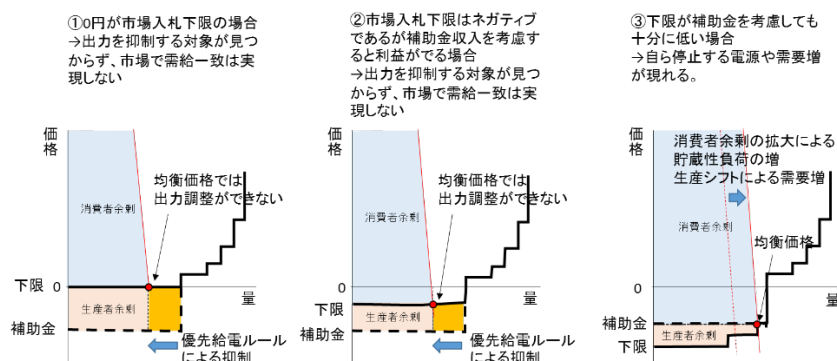 ①0円が市場入札下限の場合
→出力を抑制する対象が見つ
からず、市場で需給一致は実
現しない
価格
均衡価格では
出力調整ができない
消費者余剰
下限
0
量
生産者余剰
補助金
優先給電ルール
による抑制
②市場入札下限はネガティブ
であるが補助金収入を考慮す
ると利益がでる場合
→出力を抑制する対象が見つ
からず、市場で需給一致は実
現しない
価格
均衡価格では
出力調整ができない
消費者余剰
0
量
下限
生産者余剰
補助金
優先給電ルール
による抑制
③下限が補助金を考慮しても
十分に低い場合
→自ら停止する電源や需要増
が現れる。
価格
消費者余剰の拡大による
貯蔵性負荷の増
生産シフトによる需要増
消費者余剰
均衡価格
0
量
補助金
生産者余剰
下限